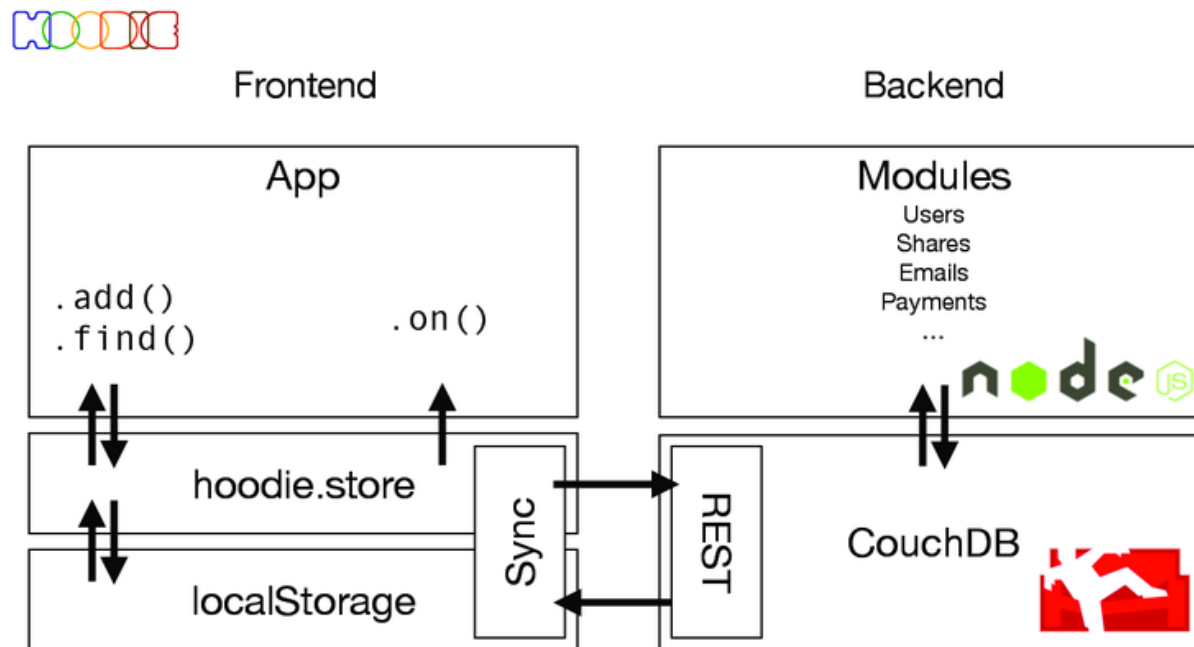 HOODIE
Frontend
Backend
App
.add()
.find()
.on()
hoodie.store
localStorage
Sync
REST
Modules
Users
Shares
Emails
Payments
...
node
JS
CouchDB